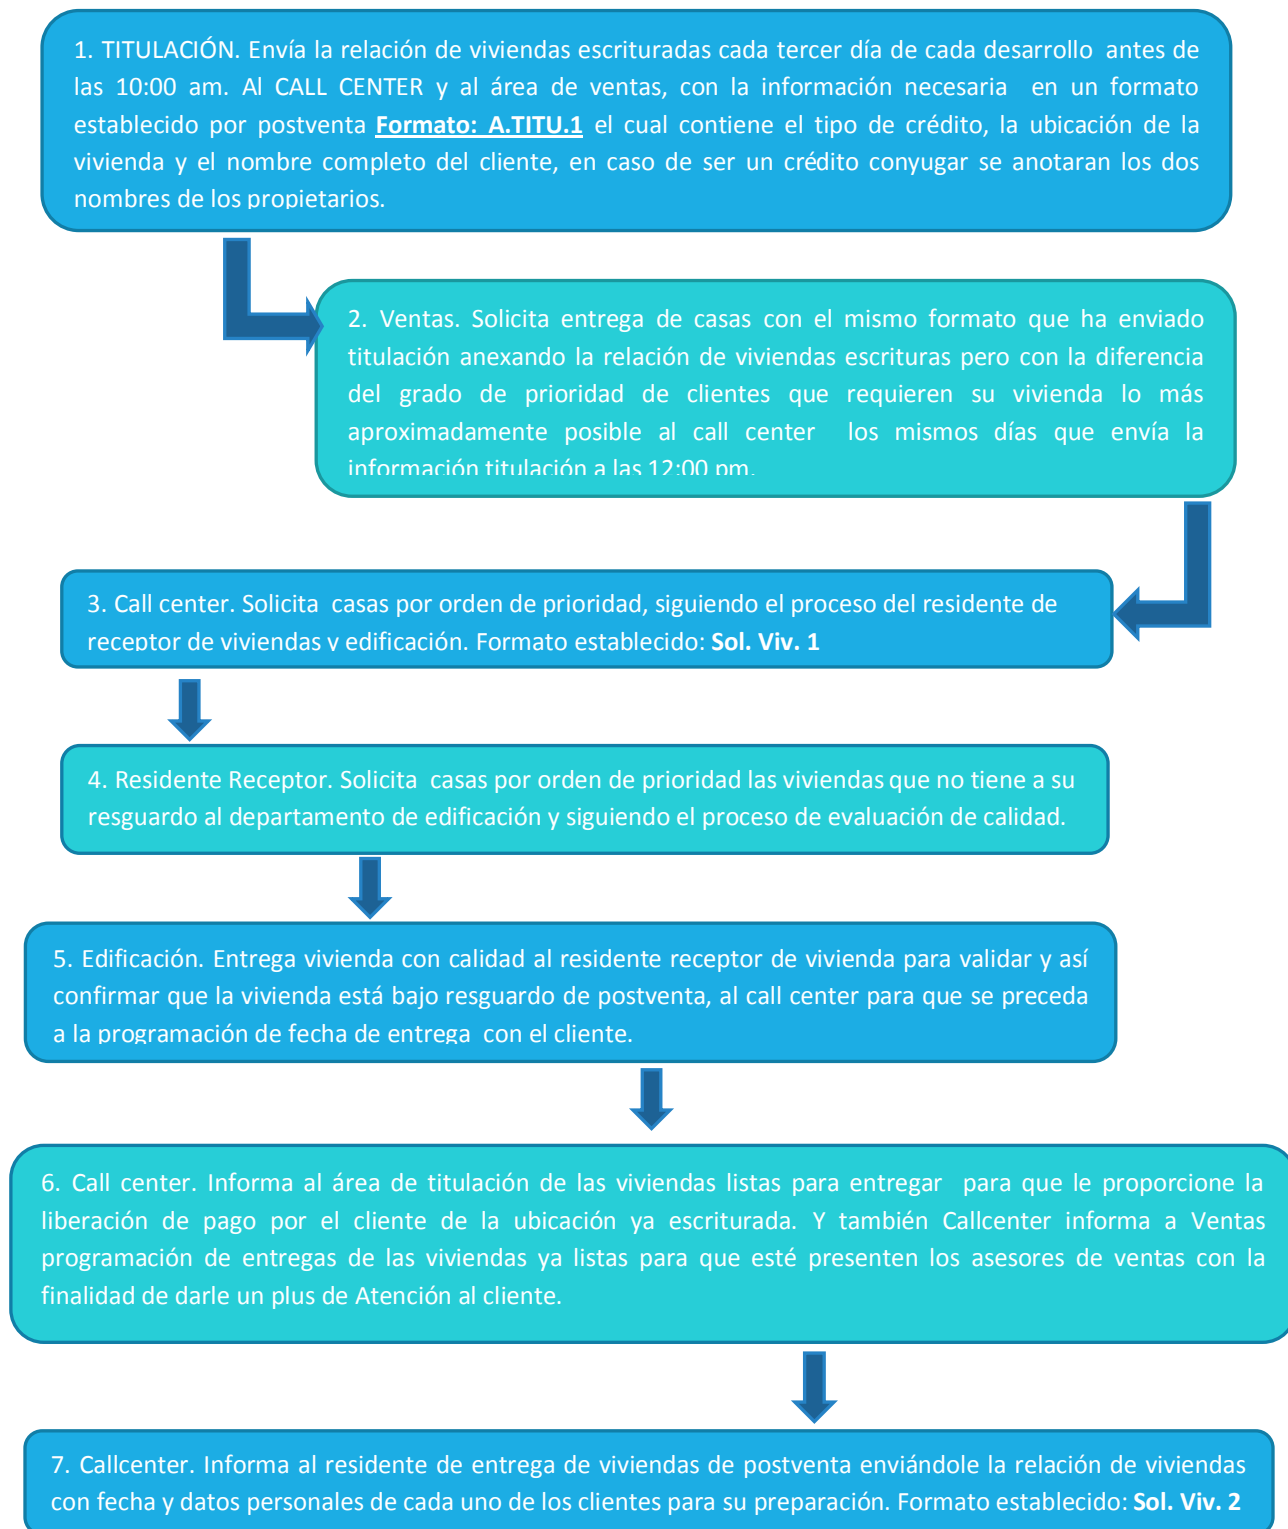 1. TITULACIÓN. Envía la relación de viviendas escrituradas cada tercer día de cada desarrollo antes de
las 10:00 am. Al CALL CENTER y al área de ventas, con la información necesaria en un formato
establecido por postventa Formato: A.TITU.1 el cual contiene el tipo de crédito, la ubicación de la
vivienda y el nombre completo del cliente, en caso de ser un crédito conyugar se anotaran los dos
nombres de los propietarios.
2. Ventas. Solicita entrega de casas con el mismo formato que ha enviado
titulación anexando la relación de viviendas escrituras pero con la diferencia
del grado de prioridad de clientes que requieren su vivienda lo más
aproximadamente posible al call center los mismos días que envía la
información titulación a las 12:00 pm.
3. Call center. Solicita casas por orden de prioridad, siguiendo el proceso del residente de
receptor de viviendas y edificación. Formato establecido: Sol. Viv. 1
4. Residente Receptor. Solicita casas por orden de prioridad las viviendas que no tiene a su
resguardo al departamento de edificación y siguiendo el proceso de evaluación de calidad.
5. Edificación. Entrega vivienda con calidad al residente receptor de vivienda para validar y así
confirmar que la vivienda está bajo resguardo de postventa, al call center para que se preceda
a la programación de fecha de entrega con el cliente.
6. Call center. Informa al área de titulación de las viviendas listas para entregar para que le proporcione la
liberación de pago por el cliente de la ubicación ya escriturada. Y también Callcenter informa a Ventas
programación de entregas de las viviendas ya listas para que esté presenten los asesores de ventas con la
finalidad de darle un plus de Atención al cliente.
7. Callcenter. Informa al residente de entrega de viviendas de postventa enviándole la relación de viviendas
con fecha y datos personales de cada uno de los clientes para su preparación. Formato establecido: Sol. Viv. 2